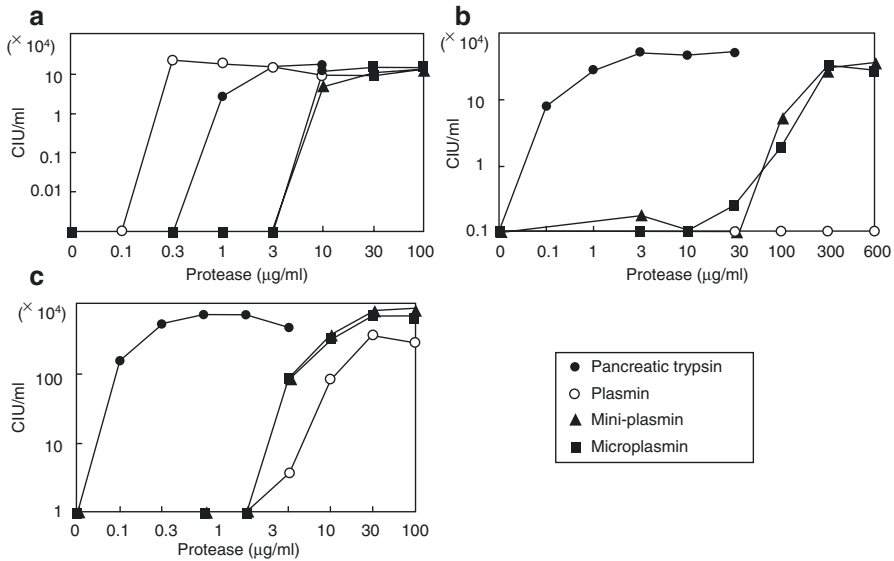 a
(× 10⁴)
10
1
0.1
0.01
CIU/ml
0 0.1 0.3 1 3 10 30 100
Protease (μg/ml)
b
(× 10⁴)
10
1
0.1
CIU/ml
0 0.1 1 3 10 30 100 300 600
Protease (μg/ml)
c
(× 10⁴)
100
10
1
CIU/ml
0 0.1 0.3 1 3 10 30 100
Protease (μg/ml)
Pancreatic trypsin
Plasmin
Mini-plasmin
Microplasmin